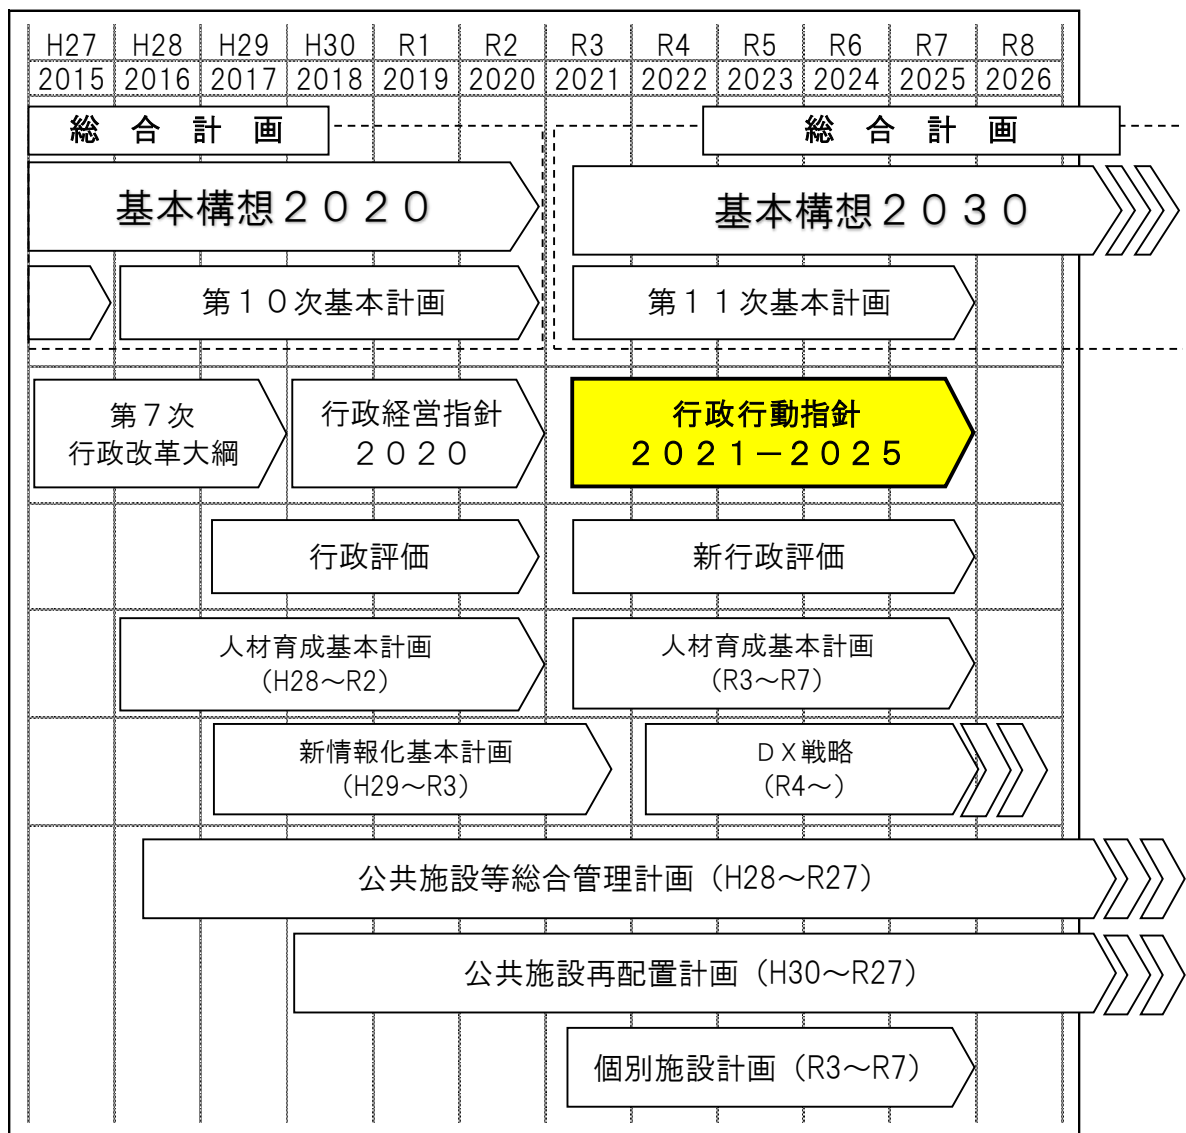 H27 H28 H29 H30 R1 R2 R3 R4 R5 R6 R7 R8
2015 2016 2017 2018 2019 2020 2021 2022 2023 2024 2025 2026
総 合 計 画
総 合 計 画
基本構想２０２０
基本構想２０３０
第１０次基本計画
第１１次基本計画
第７次
行政改革大綱
行政経営指針
２０２０
行政行動指針
２０２１－２０２５
行政評価
新行政評価
人材育成基本計画
（H28～R2）
人材育成基本計画
（R3～R7）
新情報化基本計画
（H29～R3）
ＤＸ戦略
（R4～）
公共施設等総合管理計画（H28～R27）
公共施設再配置計画（H30～R27）
個別施設計画（R3～R7）